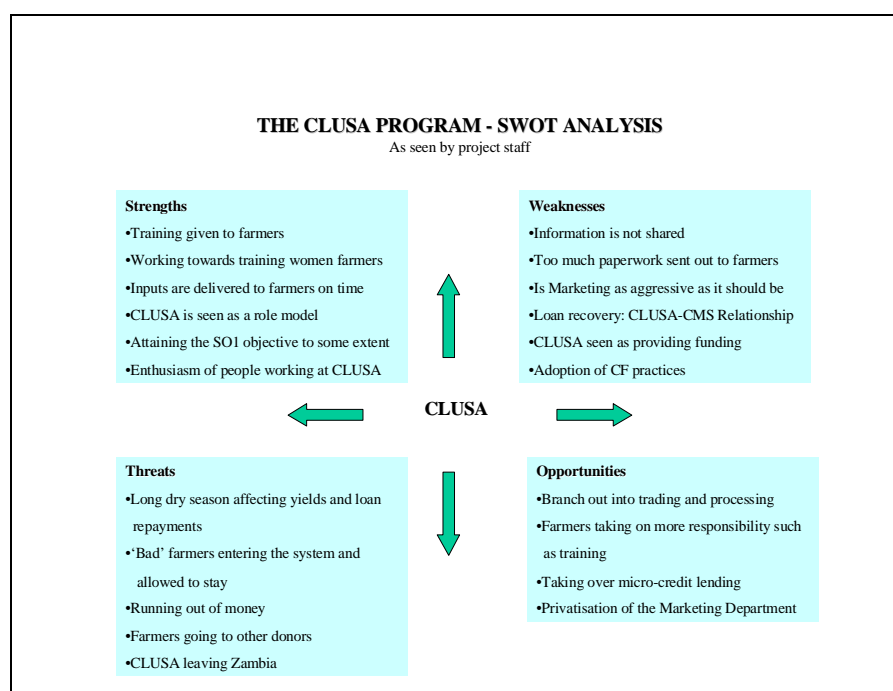 THE CLUSA PROGRAM - SWOT ANALYSIS
As seen by project staff
Strengths
•Training given to farmers
•Working towards training women farmers
•Inputs are delivered to farmers on time
•CLUSA is seen as a role model
•Attaining the SO1 objective to some extent
•Enthusiasm of people working at CLUSA
Weaknesses
•Information is not shared
•Too much paperwork sent out to farmers
•Is Marketing as aggressive as it should be
•Loan recovery: CLUSA-CMS Relationship
•CLUSA seen as providing funding
•Adoption of CF practices
CLUSA
Threats
•Long dry season affecting yields and loan
repayments
•‘Bad’ farmers entering the system and
allowed to stay
•Running out of money
•Farmers going to other donors
•CLUSA leaving Zambia
Opportunities
•Branch out into trading and processing
•Farmers taking on more responsibility such
as training
•Taking over micro-credit lending
•Privatisation of the Marketing Department